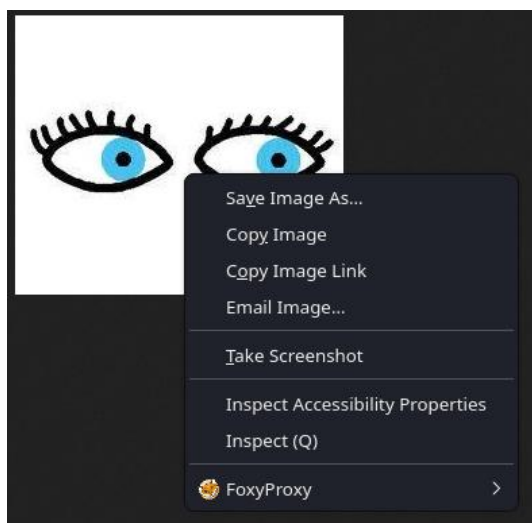 Save Image As...
Copy Image
Copy Image Link
Email Image...
Take Screenshot
Inspect Accessibility Properties
Inspect (Q)
FoxyProxy